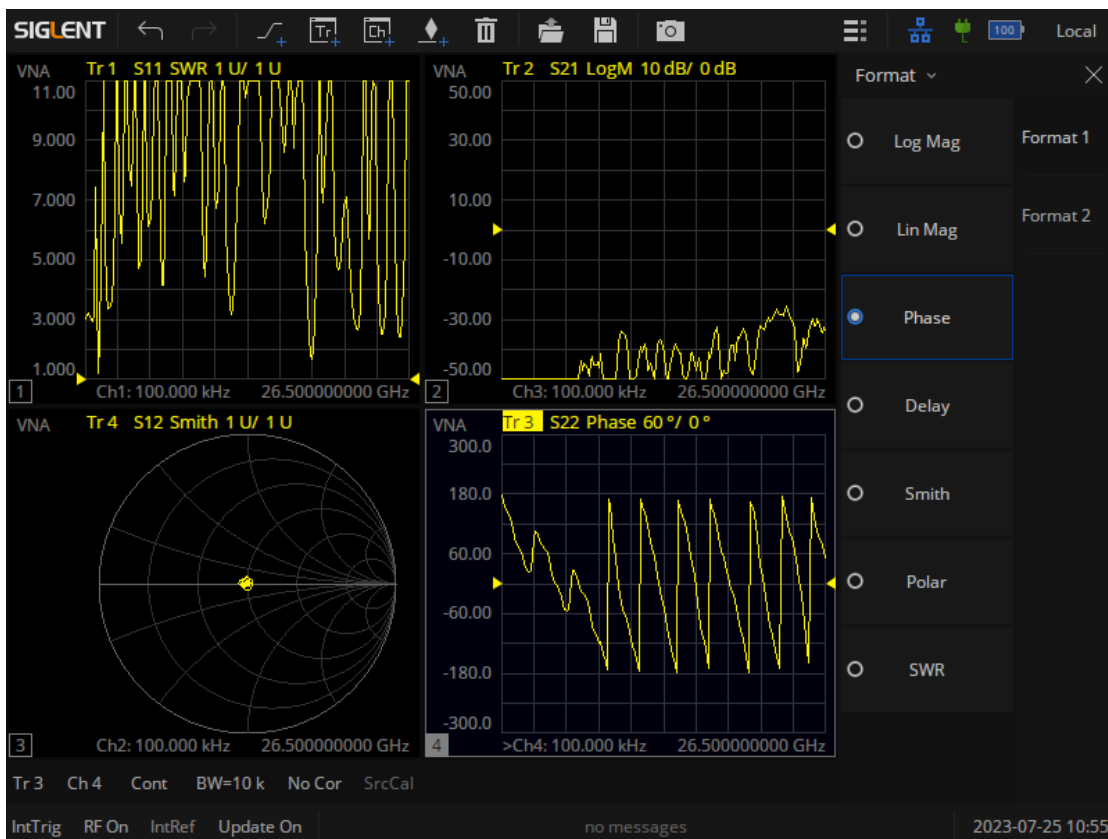 SIGLENT
Tr
Ch
100
Local
VNA
Tr 1 S11 SWR 1 U/ 1 U
11.00
9.000
7.000
5.000
3.000
1.000
1
Ch1: 100.000 kHz 26.500000000 GHz
VNA
Tr 2 S21 LogM 10 dB/ 0 dB
50.00
30.00
10.00
-10.00
-30.00
-50.00
2
Ch3: 100.000 kHz 26.500000000 GHz
VNA
Tr 4 S12 Smith 1 U/ 1 U
3
Ch2: 100.000 kHz 26.500000000 GHz
VNA
Tr 3 S22 Phase 60 °/ 0 °
300.0
180.0
60.00
-60.00
-180.0
-300.0
4
>Ch4: 100.000 kHz 26.500000000 GHz
Format
Log Mag
Lin Mag
Phase
Delay
Smith
Polar
SWR
Format 1
Format 2
Tr 3 Ch 4 Cont BW=10 k No Cor SrcCal
IntTrig RF On IntRef Update On no messages 2023-07-25 10:55